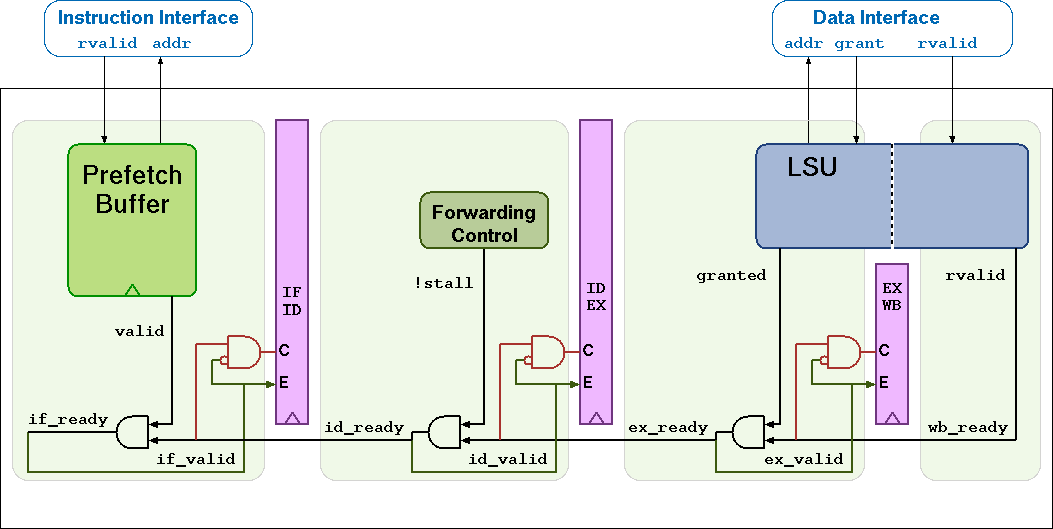 Instruction Interface
rvalid addr
Data Interface
addr grant rvalid
Prefetch
Buffer
LSU
Forwarding
Control
!stall
granted
rvalid
IF
ID
ID
EX
EX
WB
valid
C
C
C
E
E
E
if_ready
id_ready
ex_ready
wb_ready
if_valid
id_valid
ex_valid